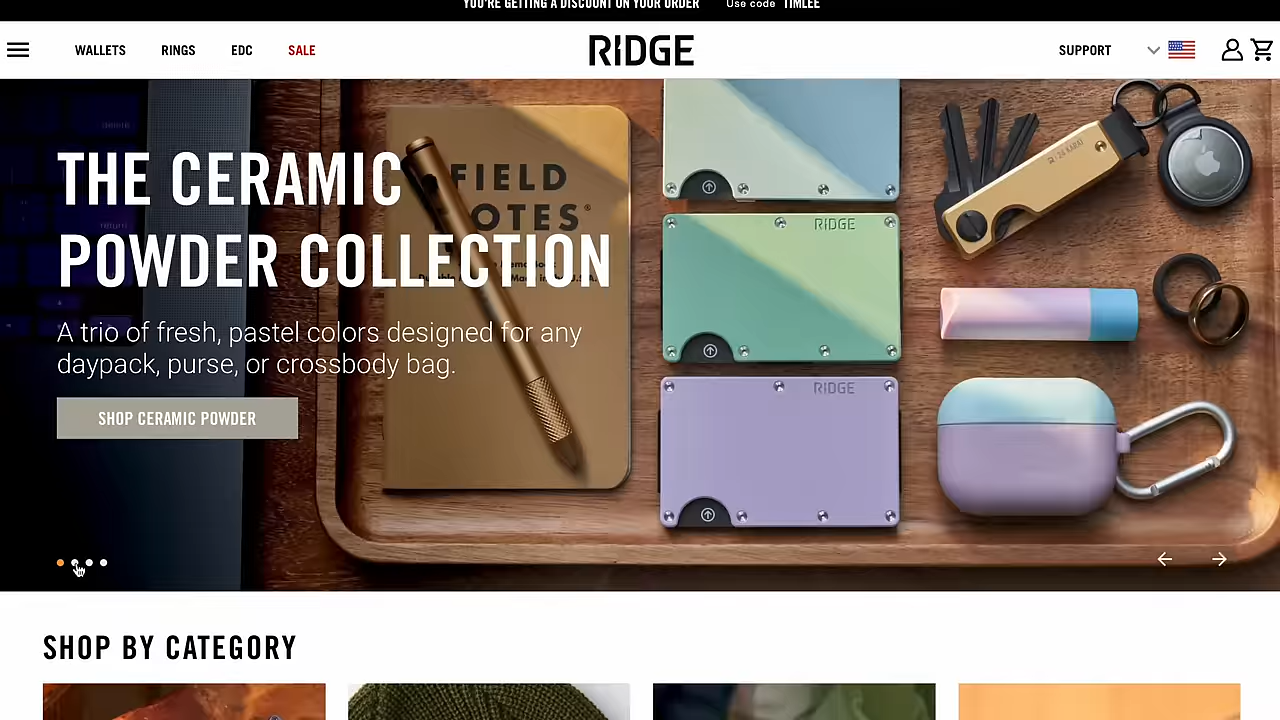 YOU'RE GETTING A DISCOUNT ON YOUR ORDER Use code TIMLEE
WALLETS RINGS EDC SALE RIDGE SUPPORT
THE CERAMIC
POWDER COLLECTION
A trio of fresh, pastel colors designed for any
daypack, purse, or crossbody bag.
SHOP CERAMIC POWDER
FIELD
OTES
RIDGE
RIDGE
SHOP BY CATEGORY